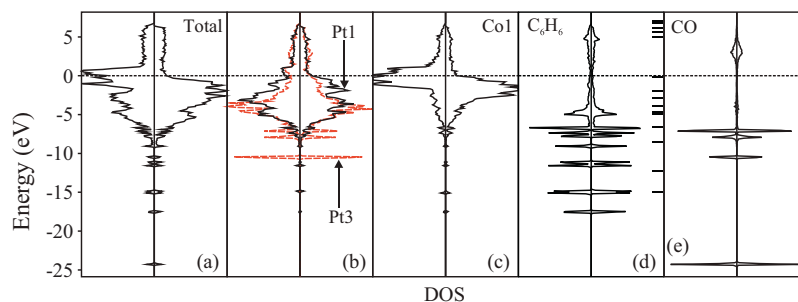 Total
Pt1
Co1
C6H6
CO
5
0
-5
-10
-15
-20
-25
Energy (eV)
Pt3
(a)
(b)
(c)
(d)
(e)
DOS